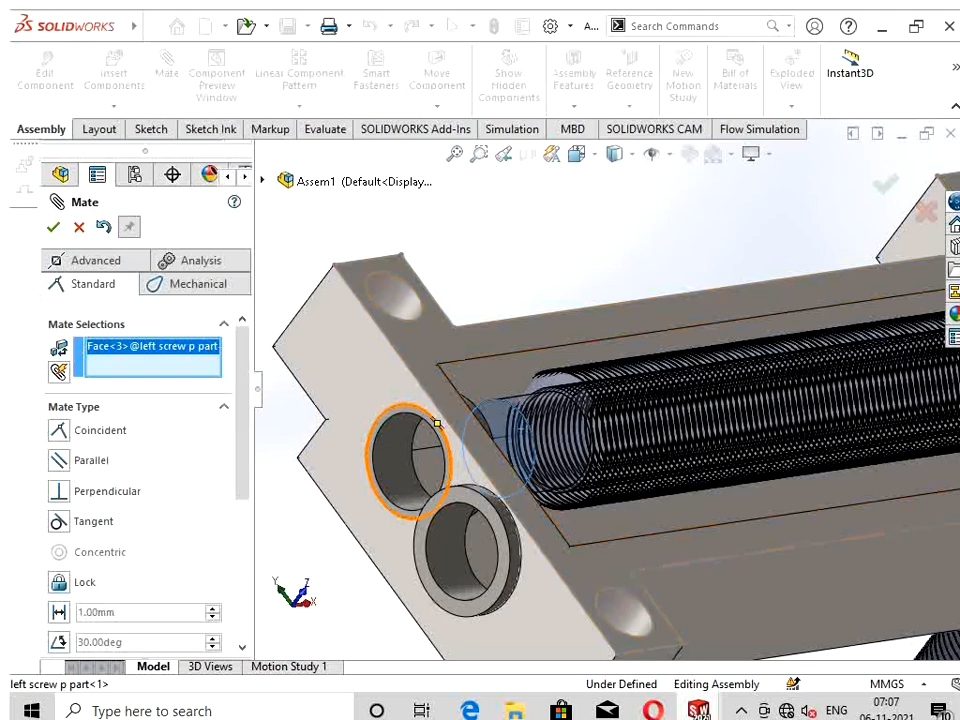 SOLIDWORKS
A...
Search Commands
Edit Component
Insert Components
Mate
Component Preview Window
Linear Component Pattern
Smart Fasteners
Move Component
Show Hidden Components
Assembly Features
Reference Geometry
New Motion Study
Bill of Materials
Exploded View
Instant3D
Assembly Layout Sketch Sketch Ink Markup Evaluate SOLIDWORKS Add-Ins Simulation MBD SOLIDWORKS CAM Flow Simulation
Assem1 (Default<Display...
Mate
Advanced Analysis
Standard Mechanical
Mate Selections
Face<3>@left screw p part
Mate Type
Coincident
Parallel
Perpendicular
Tangent
Concentric
Lock
1.00mm
30.00deg
Y Z X
Model 3D Views Motion Study 1
left screw p part<1> Under Defined Editing Assembly MMGS
Type here to search
ENG
07:07
06-11-2021
10